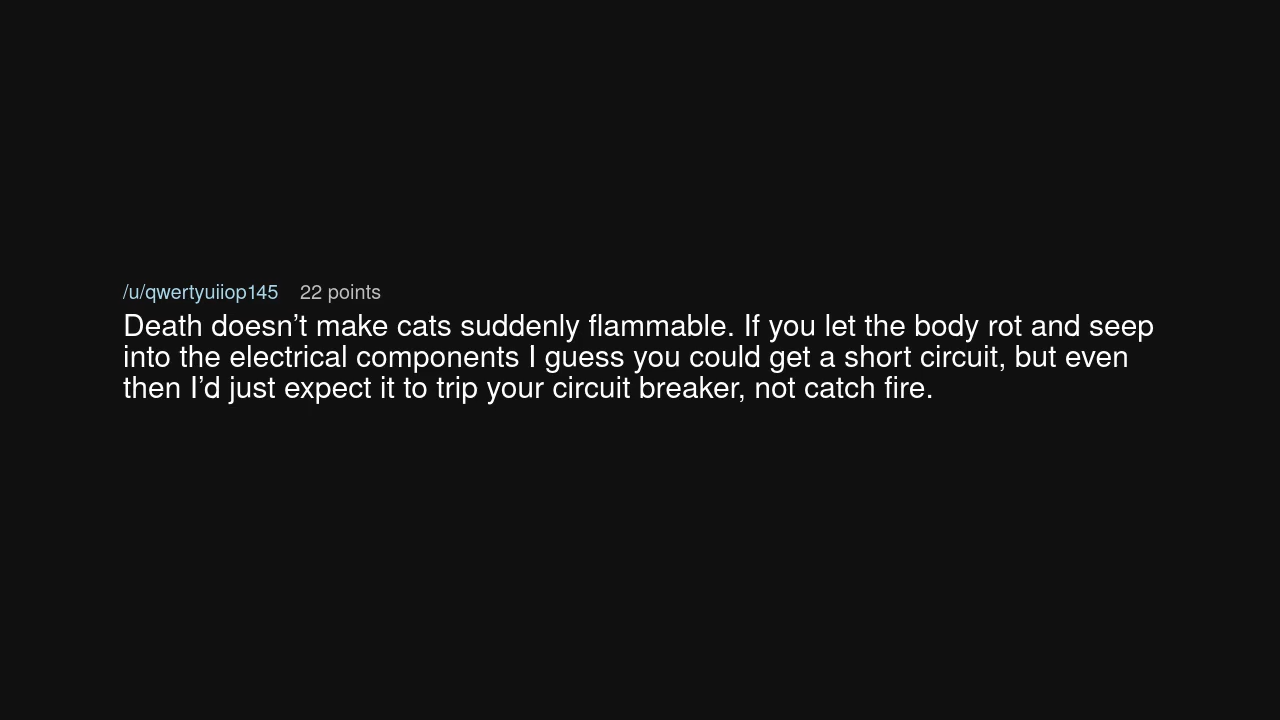 /u/qwertyuiiop145 22 points
Death doesn’t make cats suddenly flammable. If you let the body rot and seep
into the electrical components I guess you could get a short circuit, but even
then I’d just expect it to trip your circuit breaker, not catch fire.